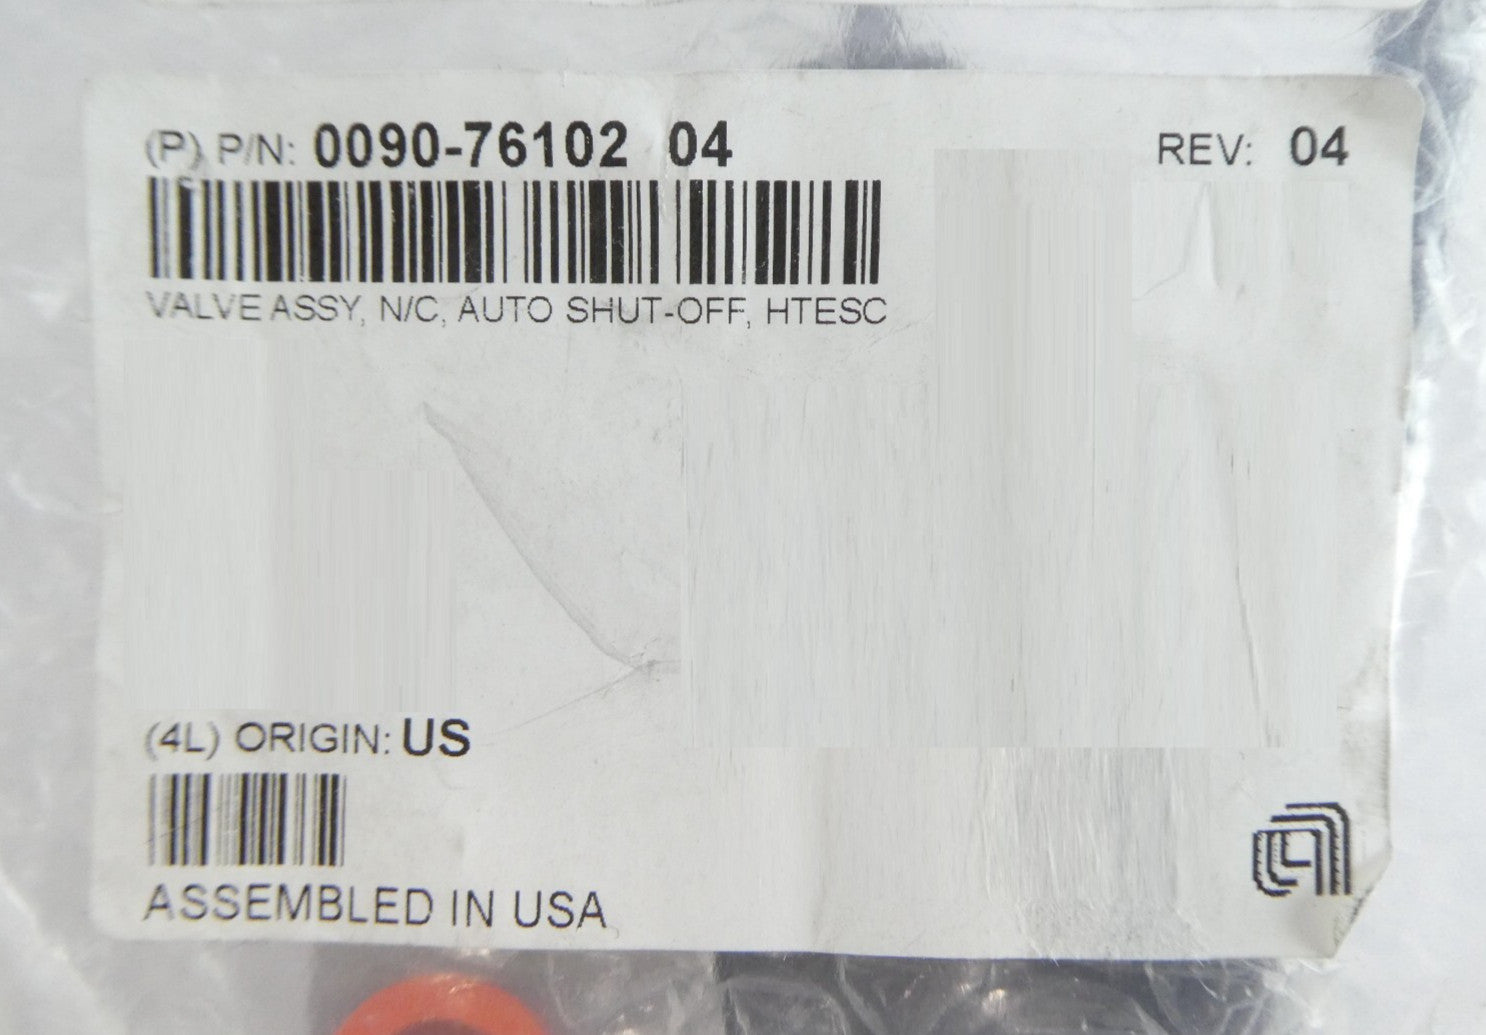 (P) P/N: 0090-76102 04
REV: 04
VALVE ASSY, N/C, AUTO SHUT-OFF, HTESC
(4L) ORIGIN: US
ASSEMBLED IN USA